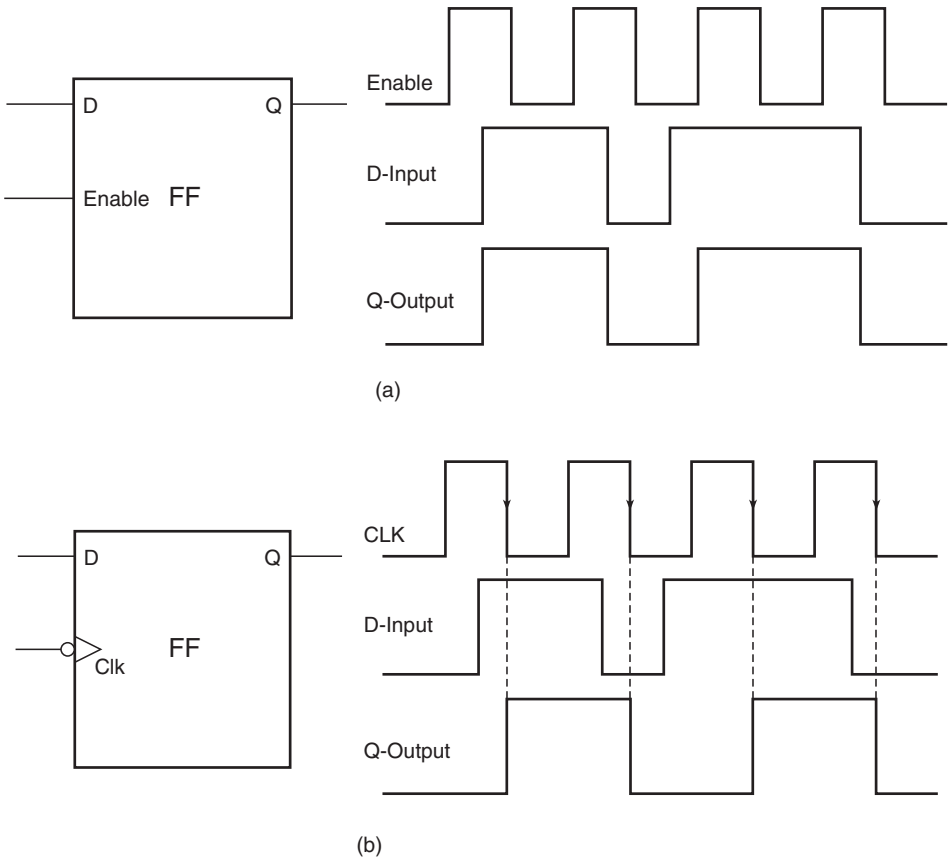 D
Q
Enable
FF
Enable
D-Input
Q-Output
(a)
D
Q
FF
Clk
CLK
D-Input
Q-Output
(b)